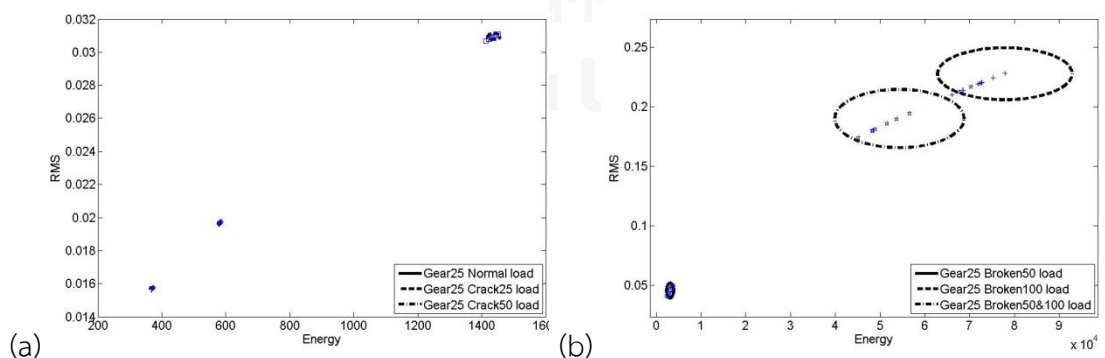 0.032
0.03
0.028
0.026
0.024
0.022
0.02
0.018
0.016
0.014
RMS
200
400
600
800
1000
1200
1400
Energy
Gear25 Normal load
Gear25 Crack25 load
Gear25 Crack50 load
(a)
0.25
0.2
0.15
0.1
0.05
RMS
0
1
2
3
4
5
6
7
8
9
x 10⁴
Energy
Gear25 Broken50 load
Gear25 Broken100 load
Gear25 Broken50&100 load
(b)